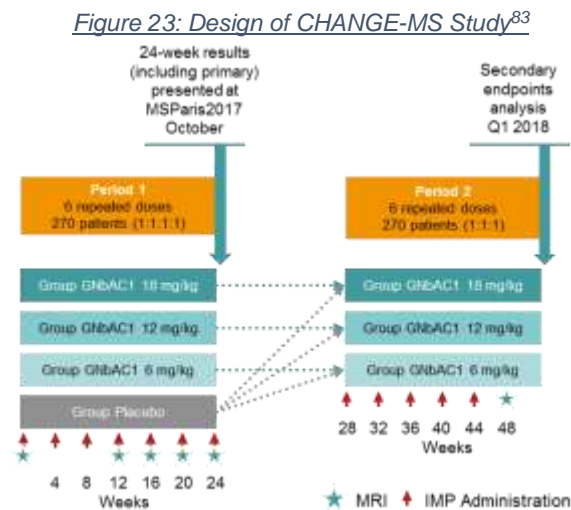 Figure 23: Design of CHANGE-MS Study83
24-week results
(including primary)
presented at
MSParis2017
October
Secondary
endpoints
analysis
Q1 2018
Period 1
6 repeated doses
270 patients (1:1:1:1)
Period 2
6 repeated doses
270 patients (1:1:1)
Group GNbAC1 18 mg/kg
Group GNbAC1 18 mg/kg
Group GNbAC1 12 mg/kg
Group GNbAC1 12 mg/kg
Group GNbAC1 6 mg/kg
Group GNbAC1 6 mg/kg
Group Placebo
4 8 12 16 20 24
Weeks
28 32 36 40 44 48
Weeks
MRI IMP Administration